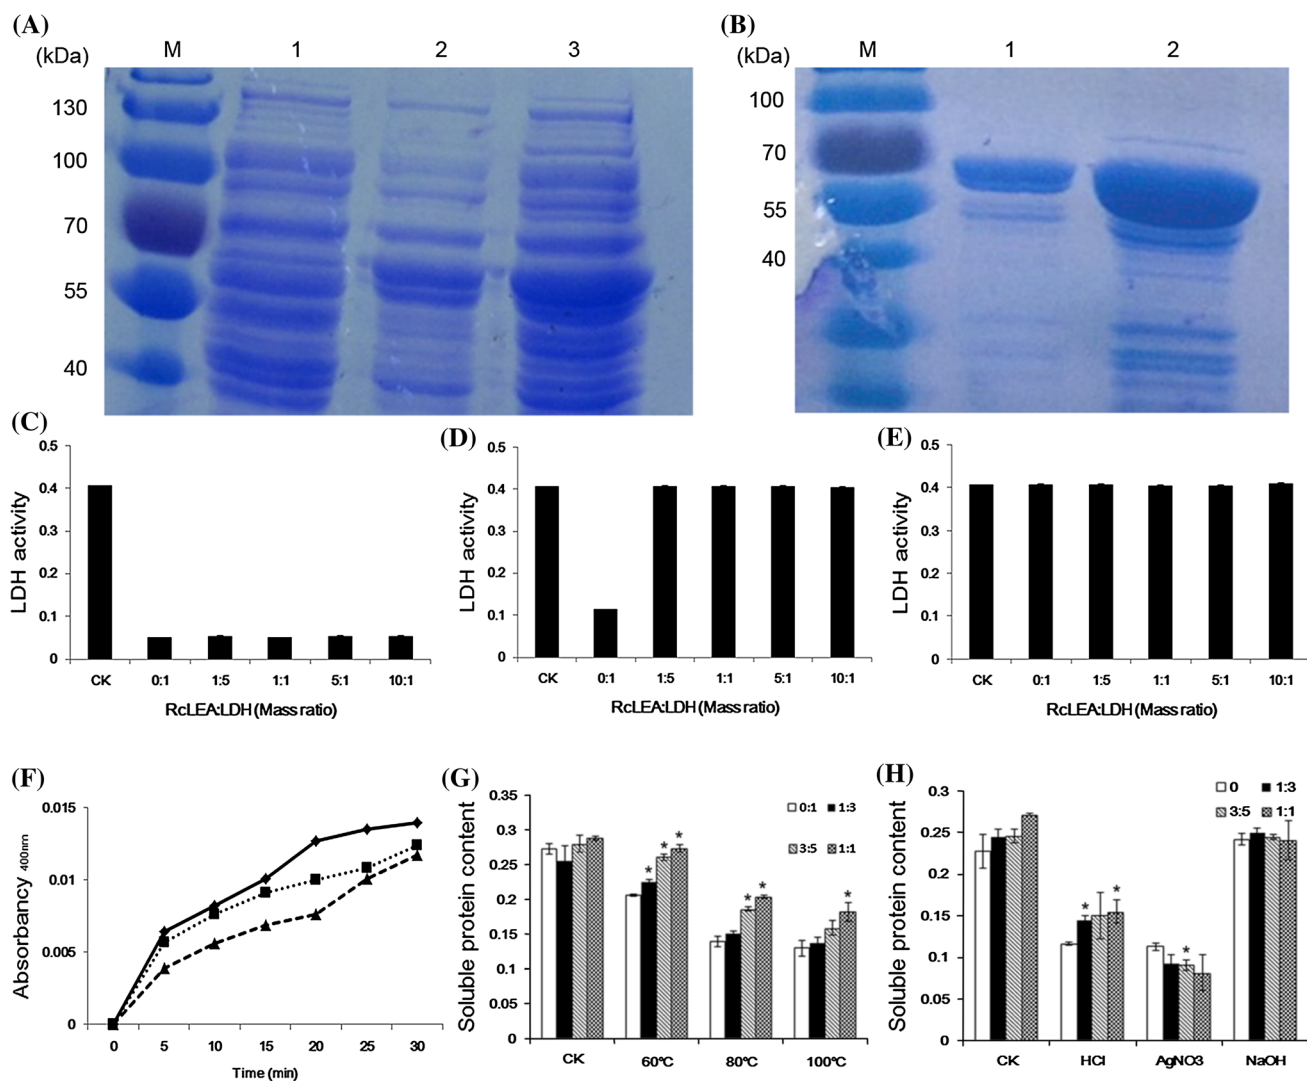 (A)
(kDa) M 1 2 3
130
100
70
55
40
(B)
(kDa) M 1 2
100
70
55
40
(C)
LDH activity
0.5
0.4
0.3
0.2
0.1
0
CK 0:1 1:5 1:1 5:1 10:1
RcLEA:LDH (Mass ratio)
(D)
LDH activity
0.5
0.4
0.3
0.2
0.1
0
CK 0:1 1:5 1:1 5:1 10:1
RcLEA:LDH (Mass ratio)
(E)
LDH activity
0.5
0.4
0.3
0.2
0.1
0
CK 0:1 1:5 1:1 5:1 10:1
RcLEA:LDH (Mass ratio)
(F)
Absorbancy 400nm
0.015
0.01
0.005
0
0 5 10 15 20 25 30
Time (min)
(G)
Soluble protein content
0.35
0.3
0.25
0.2
0.15
0.1
0.05
0
0:1 1:3
3:5 1:1
* * * * * *
CK 60°C 80°C 100°C
(H)
Soluble protein content
0.3
0.25
0.2
0.15
0.1
0.05
0
0 1:3
3:5 1:1
* * *
CK HCl AgNO3 NaOH